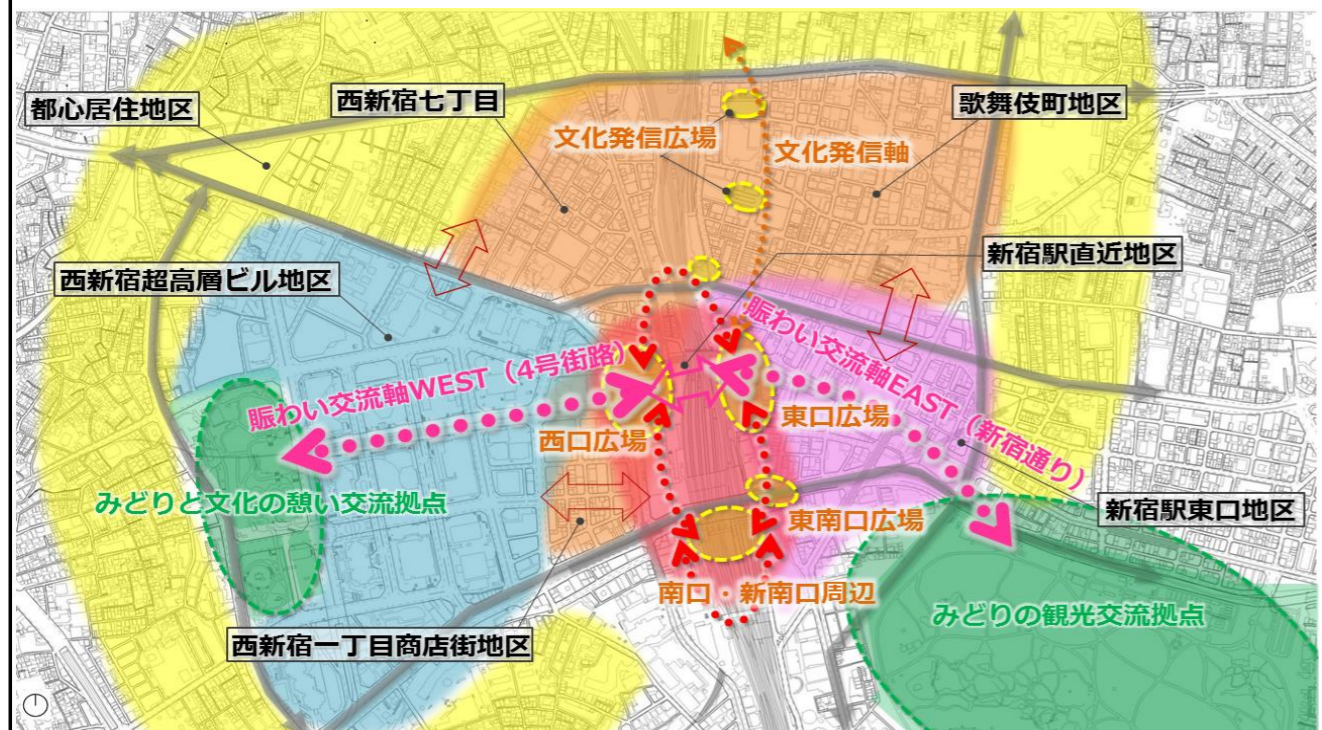 都心居住地区
西新宿七丁目
歌舞伎町地区
文化発信広場
文化発信軸
新宿駅直近地区
西新宿超高層ビル地区
賑わい交流軸WEST（4号街路）
賑わい交流軸EAST（新宿通り）
西口広場
東口広場
みどりと文化の憩い交流拠点
東南口広場
新宿駅東口地区
南口・新南口周辺
みどりの観光交流拠点
西新宿一丁目商店街地区